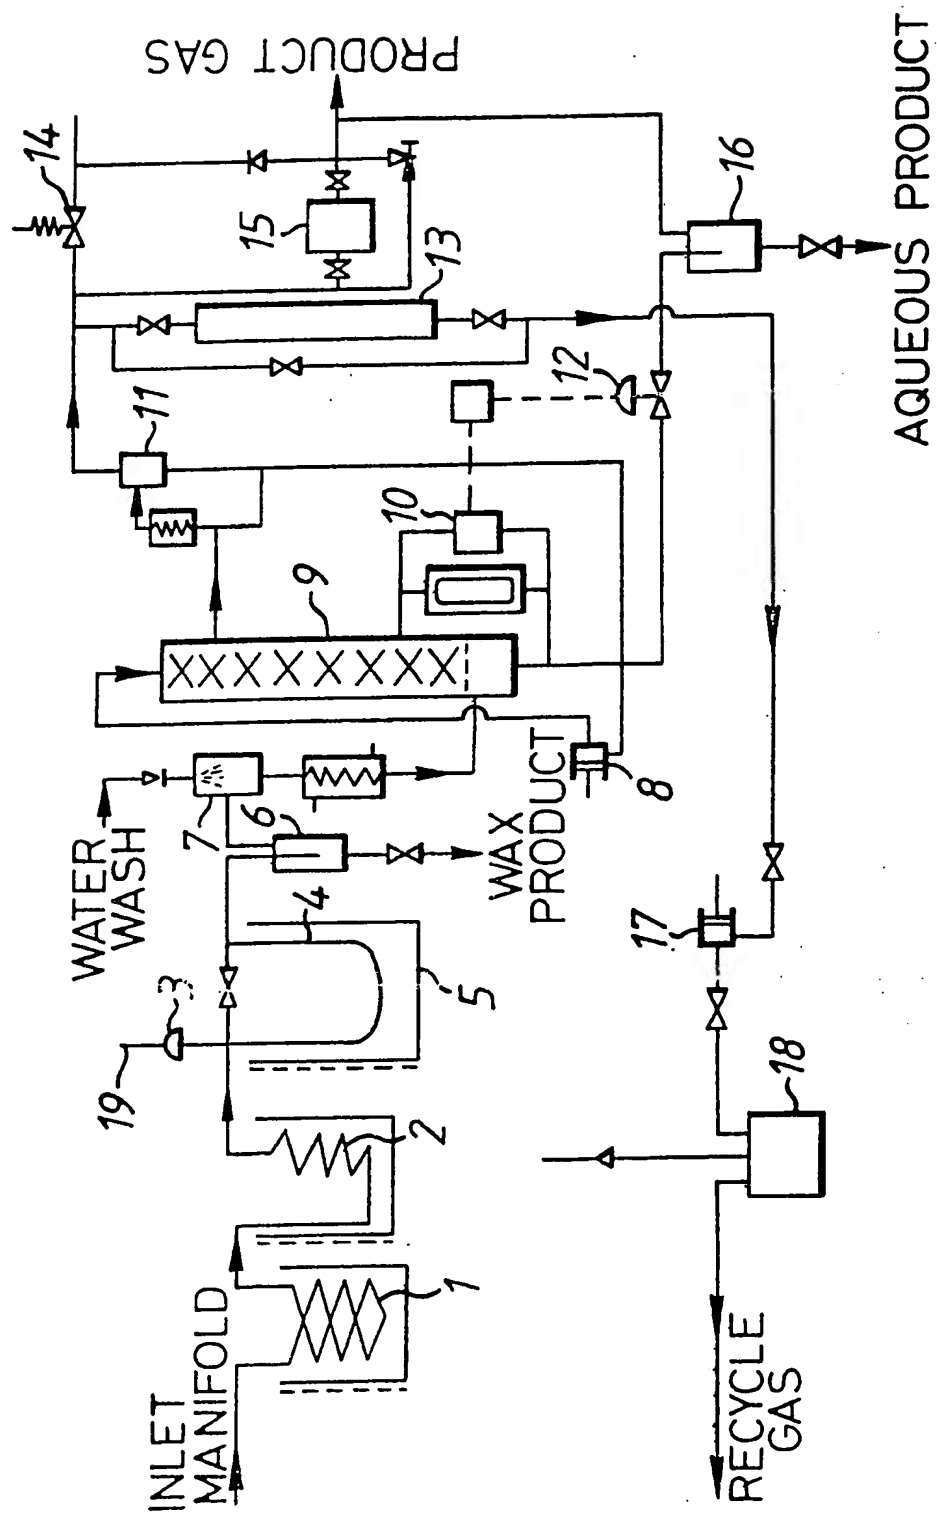 INLET
MANIFOLD
1
2
19
3
4
5
WATER
WASH
7
6
WAX
PRODUCT
8
9
10
11
12
13
14
15
PRODUCT GAS
16
AQUEOUS PRODUCT
17
18
RECYCLE
GAS